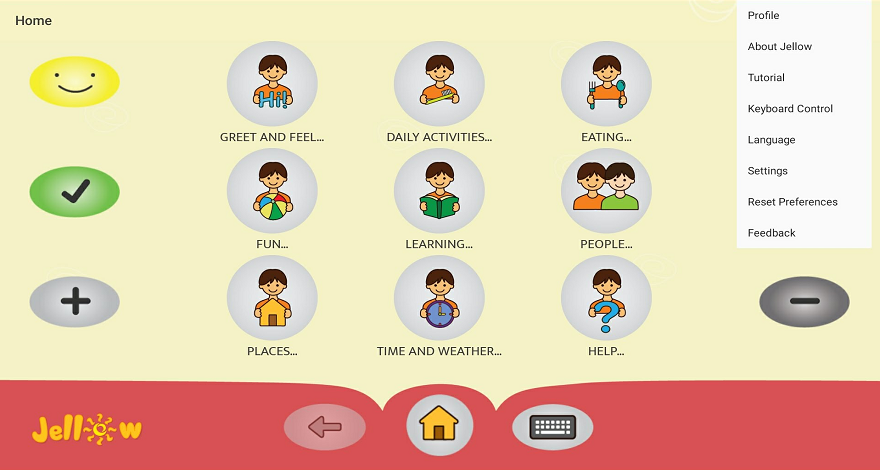 Home
Profile
About Jellow
Tutorial
Keyboard Control
Language
Settings
Reset Preferences
Feedback
Hi!
GREET AND FEEL...
DAILY ACTIVITIES...
EATING...
FUN...
LEARNING...
PEOPLE...
PLACES...
TIME AND WEATHER...
HELP...
?
Jellow